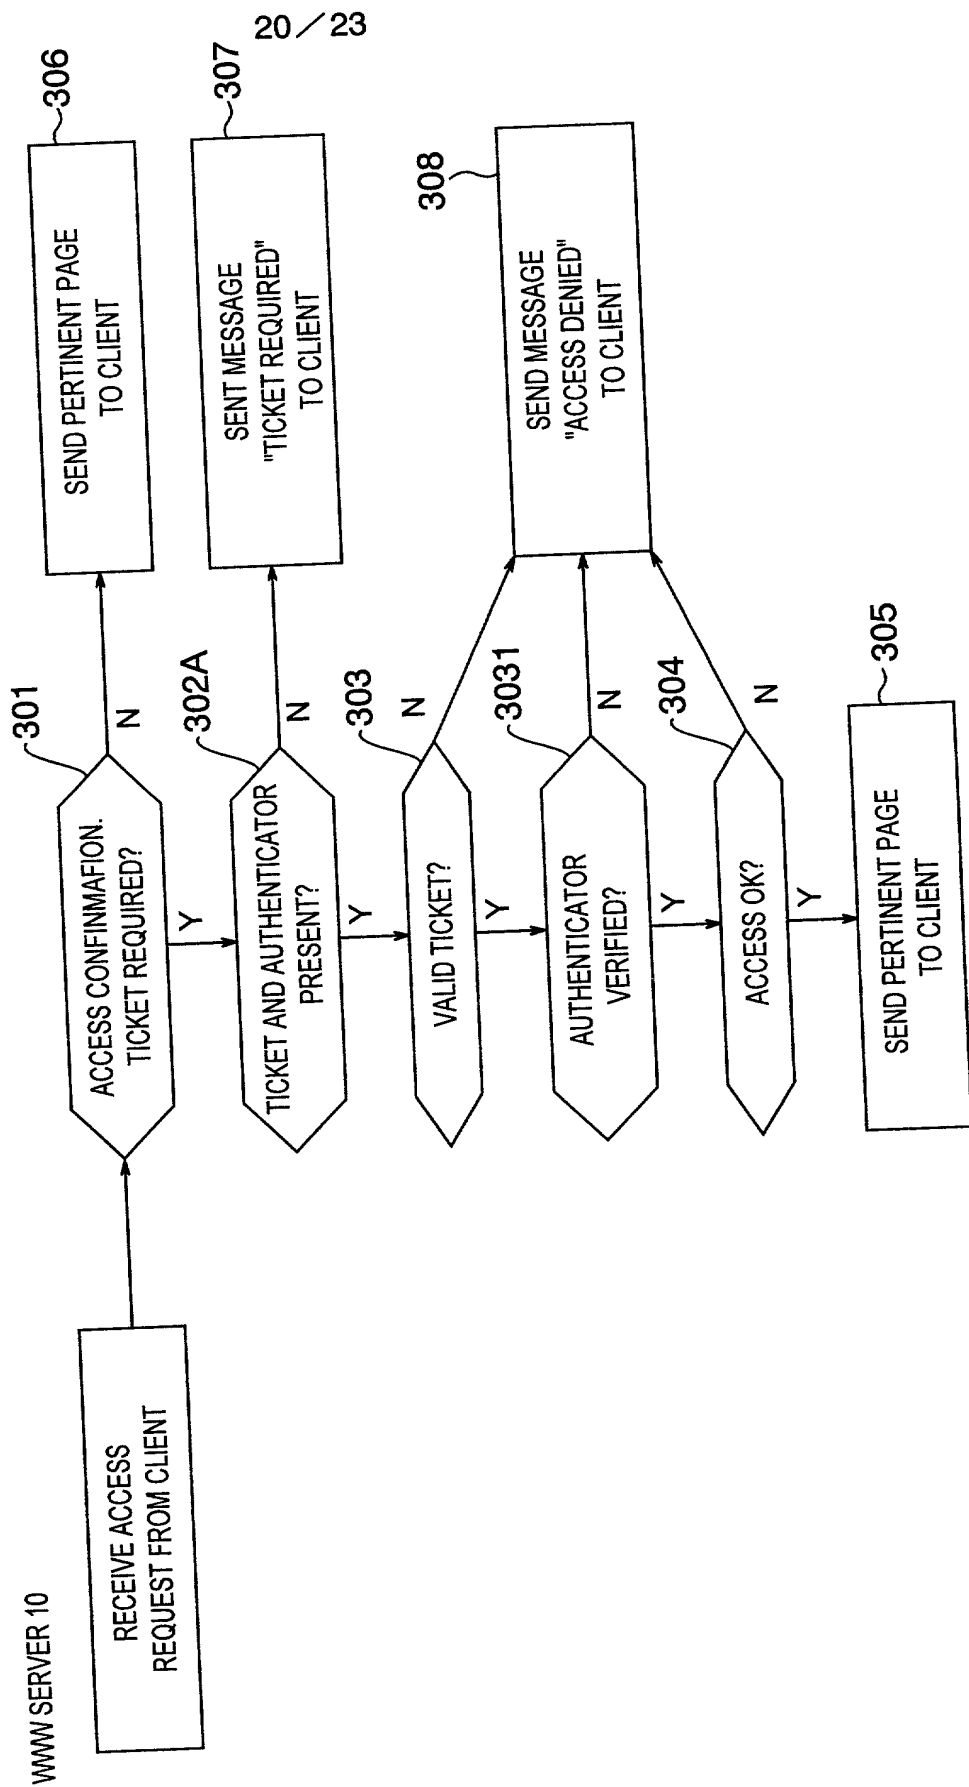 20/23
WWW SERVER 10
RECEIVE ACCESS
REQUEST FROM CLIENT
301
ACCESS CONFINMAFION.
TICKET REQUIRED?
N
Y
306
SEND PERTINENT PAGE
TO CLIENT
302A
TICKET AND AUTHENTICATOR
PRESENT?
N
Y
307
SENT MESSAGE
"TICKET REQUIRED"
TO CLIENT
303
VALID TICKET?
N
Y
3031
AUTHENTICATOR
VERIFIED?
N
Y
308
SEND MESSAGE
"ACCESS DENIED"
TO CLIENT
304
ACCESS OK?
N
Y
305
SEND PERTINENT PAGE
TO CLIENT